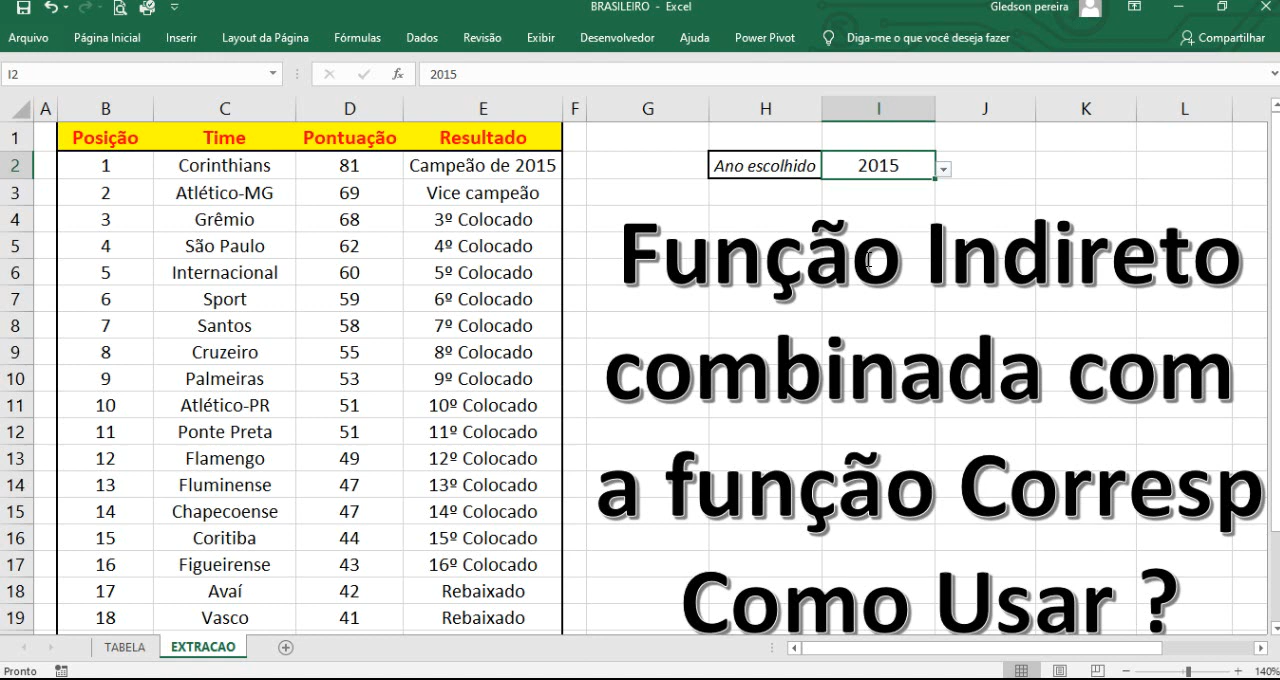 BRASILEIRO - Excel
Gledson pereira
Arquivo Página Inicial Inserir Layout da Página Fórmulas Dados Revisão Exibir Desenvolvedor Ajuda Power Pivot Diga-me o que você deseja fazer Compartilhar
I2 fx 2015
A B C D E F G H I J K L
1 Posição Time Pontuação Resultado
2 1 Corinthians 81 Campeão de 2015 Ano escolhido 2015
3 2 Atlético-MG 69 Vice campeão
4 3 Grêmio 68 3º Colocado
5 4 São Paulo 62 4º Colocado
6 5 Internacional 60 5º Colocado
7 6 Sport 59 6º Colocado
8 7 Santos 58 7º Colocado
9 8 Cruzeiro 55 8º Colocado
10 9 Palmeiras 53 9º Colocado
11 10 Atlético-PR 51 10º Colocado
12 11 Ponte Preta 51 11º Colocado
13 12 Flamengo 49 12º Colocado
14 13 Fluminense 47 13º Colocado
15 14 Chapecoense 47 14º Colocado
16 15 Coritiba 44 15º Colocado
17 16 Figueirense 43 16º Colocado
18 17 Avaí 42 Rebaixado
19 18 Vasco 41 Rebaixado
Função Indireto
combinada com
a função Corresp
Como Usar ?
TABELA EXTRACAO
Pronto 140%